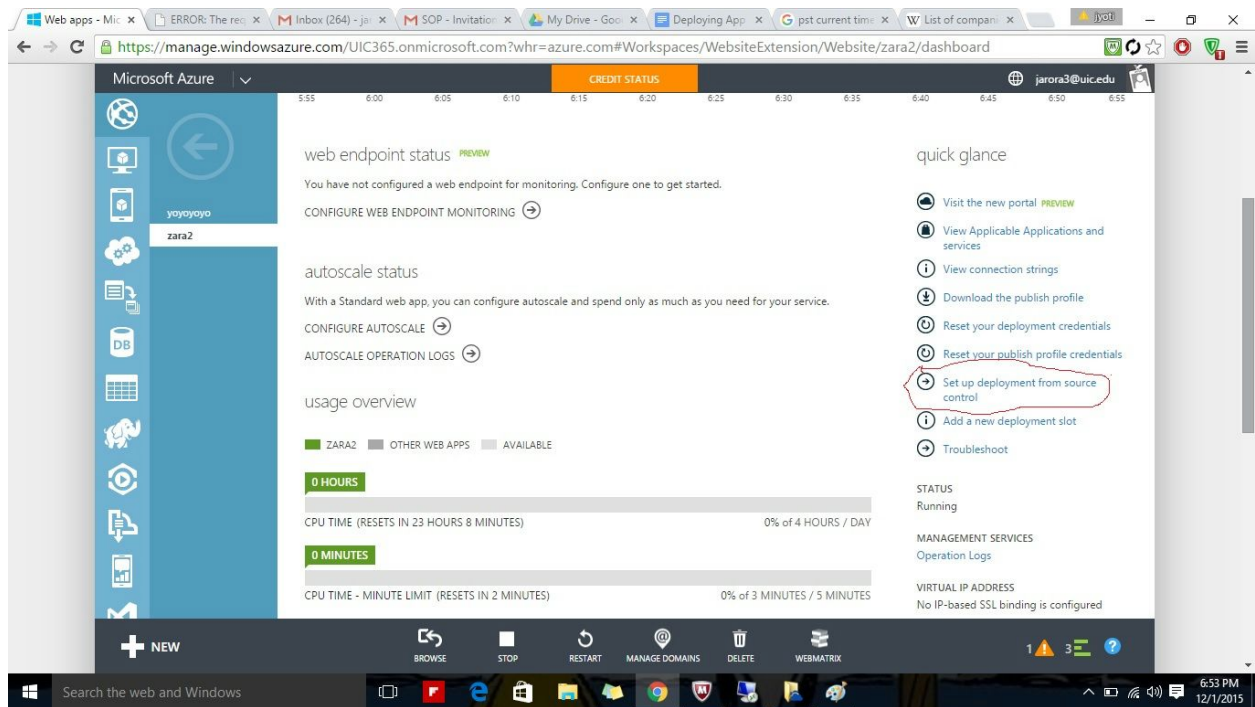 Web apps - Mic
ERROR: The req
Inbox (264) - ja
SOP - Invitation
My Drive - Goo
Deploying App
pst current time
List of compani
jyoti
https://manage.windowsazure.com/UIC365.onmicrosoft.com?whr=azure.com#Workspaces/WebsiteExtension/Website/zara2/dashboard
Microsoft Azure
CREDIT STATUS
jarora3@uic.edu
5:55 6:00 6:05 6:10 6:15 6:20 6:25 6:30 6:35 6:40 6:45 6:50 6:55
yoyoyoyo
zara2
DB
web endpoint status PREVIEW
You have not configured a web endpoint for monitoring. Configure one to get started.
CONFIGURE WEB ENDPOINT MONITORING
autoscale status
With a Standard web app, you can configure autoscale and spend only as much as you need for your service.
CONFIGURE AUTOSCALE
AUTOSCALE OPERATION LOGS
usage overview
ZARA2 OTHER WEB APPS AVAILABLE
0 HOURS
CPU TIME (RESETS IN 23 HOURS 8 MINUTES) 0% of 4 HOURS / DAY
0 MINUTES
CPU TIME - MINUTE LIMIT (RESETS IN 2 MINUTES) 0% of 3 MINUTES / 5 MINUTES
quick glance
Visit the new portal PREVIEW
View Applicable Applications and
services
View connection strings
Download the publish profile
Reset your deployment credentials
Reset your publish profile credentials
Set up deployment from source
control
Add a new deployment slot
Troubleshoot
STATUS
Running
MANAGEMENT SERVICES
Operation Logs
VIRTUAL IP ADDRESS
No IP-based SSL binding is configured
NEW
BROWSE STOP RESTART MANAGE DOMAINS DELETE WEBMATRIX
1 3 ?
Search the web and Windows
6:53 PM
12/1/2015